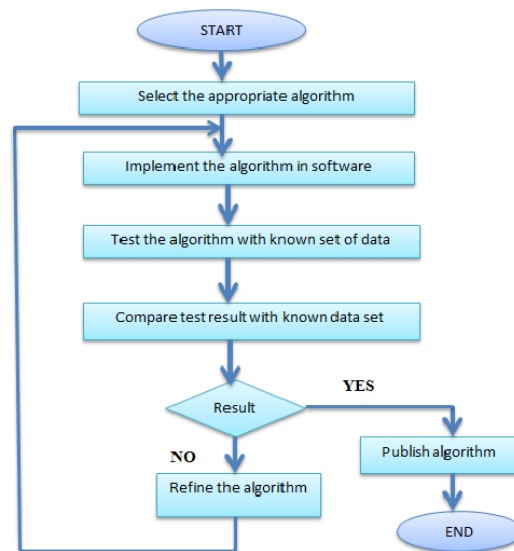 START
Select the appropriate algorithm
Implement the algorithm in software
Test the algorithm with known set of data
Compare test result with known data set
Result
YES
NO
Publish algorithm
Refine the algorithm
END